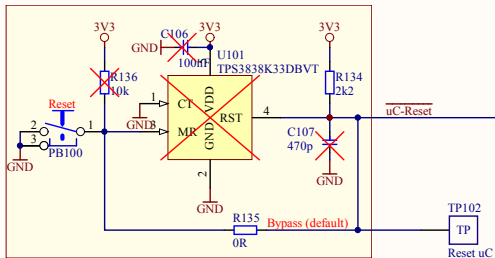 3V3
C106
3V3
3V3
GND
100nF
U101
TPS3838K33DBVT
R136
10k
R134
2k2
Reset
1
CT
VDD
RST
4
uC-Reset
GND
2
1
3
MR
GND
C107
470p
3
PB100
GND
2
GND
GND
TP102
R135
Bypass (default)
TP
0R
Reset uC